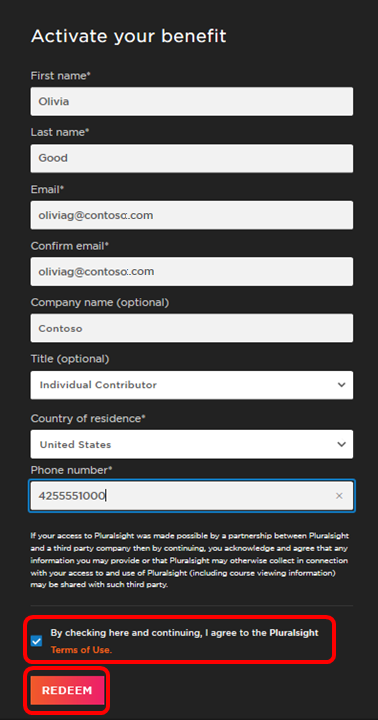 Activate your benefit
First name*
Olivia
Last name*
Good
Email*
oliviag@contoso.com
Confirm email*
oliviag@contoso.com
Company name (optional)
Contoso
Title (optional)
Individual Contributor
Country of residence*
United States
Phone number*
4255551000
If your access to Pluralsight was made possible by a partnership between Pluralsight
and a third party company then by continuing, you acknowledge and agree that any
information you may provide or that Pluralsight may otherwise collect in connection
with your access to and use of Pluralsight (including course viewing information)
may be shared with such third party.
By checking here and continuing, I agree to the Pluralsight
Terms of Use.
REDEEM